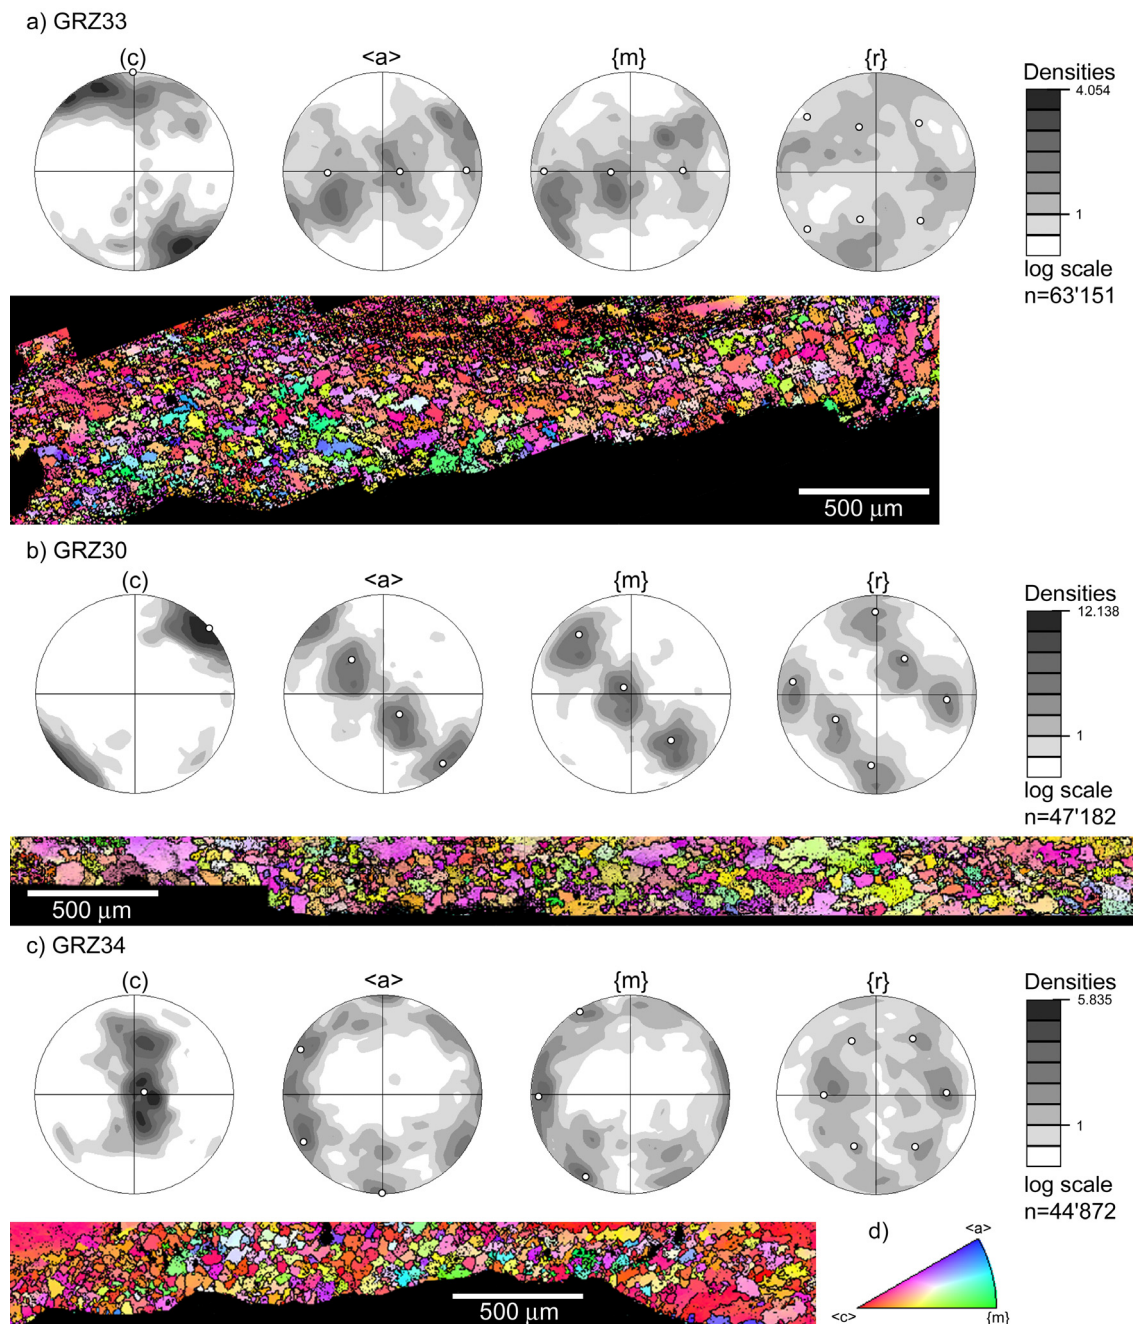 a) GRZ33
(c) <a> {m} {r}
Densities
4.054
1
log scale
n=63'151
500 µm
b) GRZ30
(c) <a> {m} {r}
Densities
12.138
1
log scale
n=47'182
500 µm
c) GRZ34
(c) <a> {m} {r}
Densities
5.835
1
log scale
n=44'872
500 µm
d)
<a>
<c> {m}